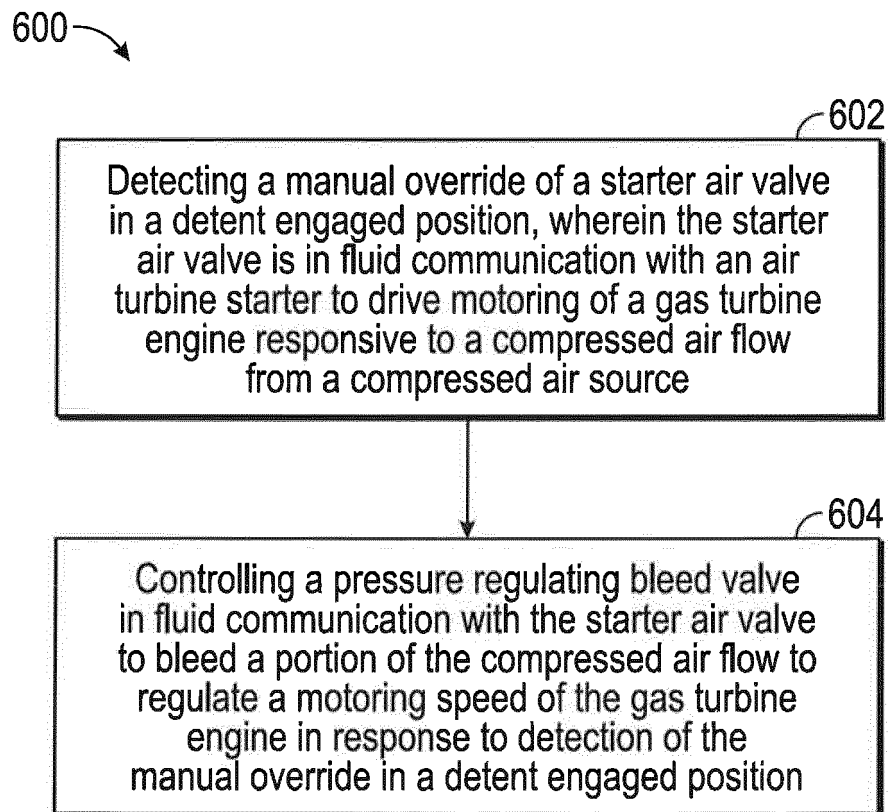 600
602
Detecting a manual override of a starter air valve
in a detent engaged position, wherein the starter
air valve is in fluid communication with an air
turbine starter to drive motoring of a gas turbine
engine responsive to a compressed air flow
from a compressed air source
604
Controlling a pressure regulating bleed valve
in fluid communication with the starter air valve
to bleed a portion of the compressed air flow to
regulate a motoring speed of the gas turbine
engine in response to detection of the
manual override in a detent engaged position